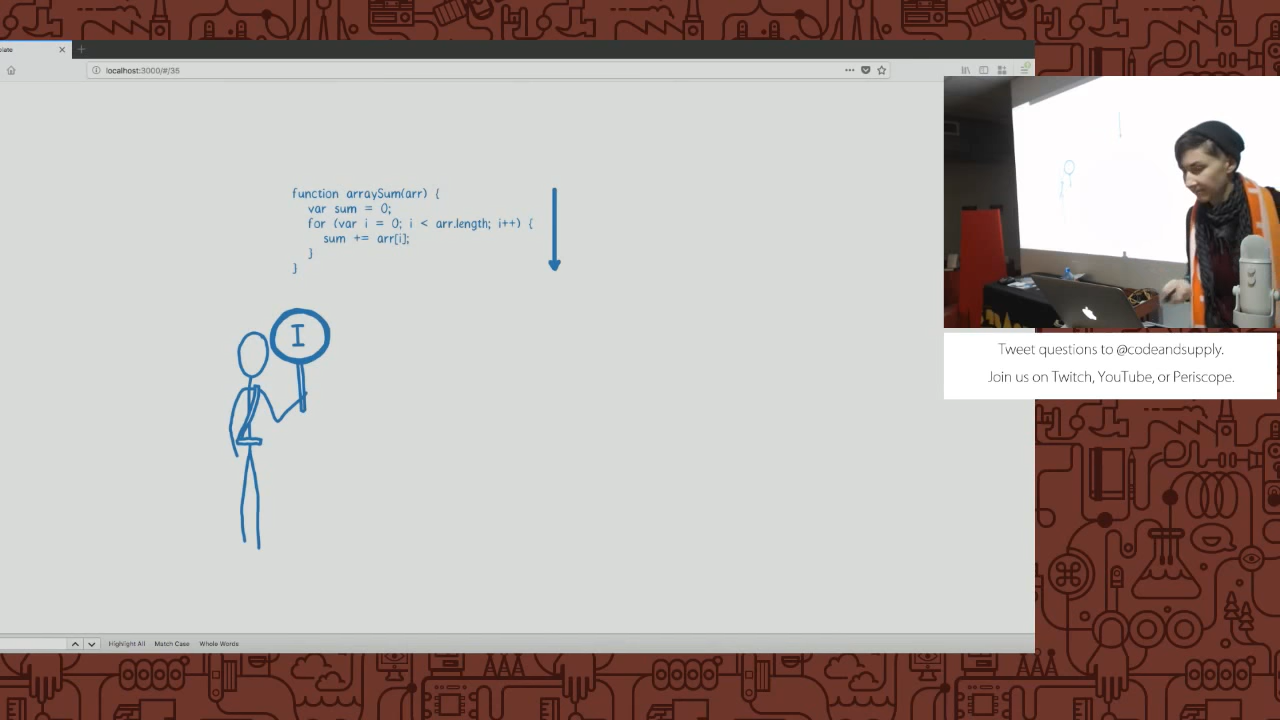 plate
localhost:3000/#/35
function arraySum(arr) {
var sum = 0;
for (var i = 0; i < arr.length; i++) {
sum += arr[i];
}
}
I
Highlight All Match Case Whole Words
Tweet questions to @codeandsupply.
Join us on Twitch, YouTube, or Periscope.